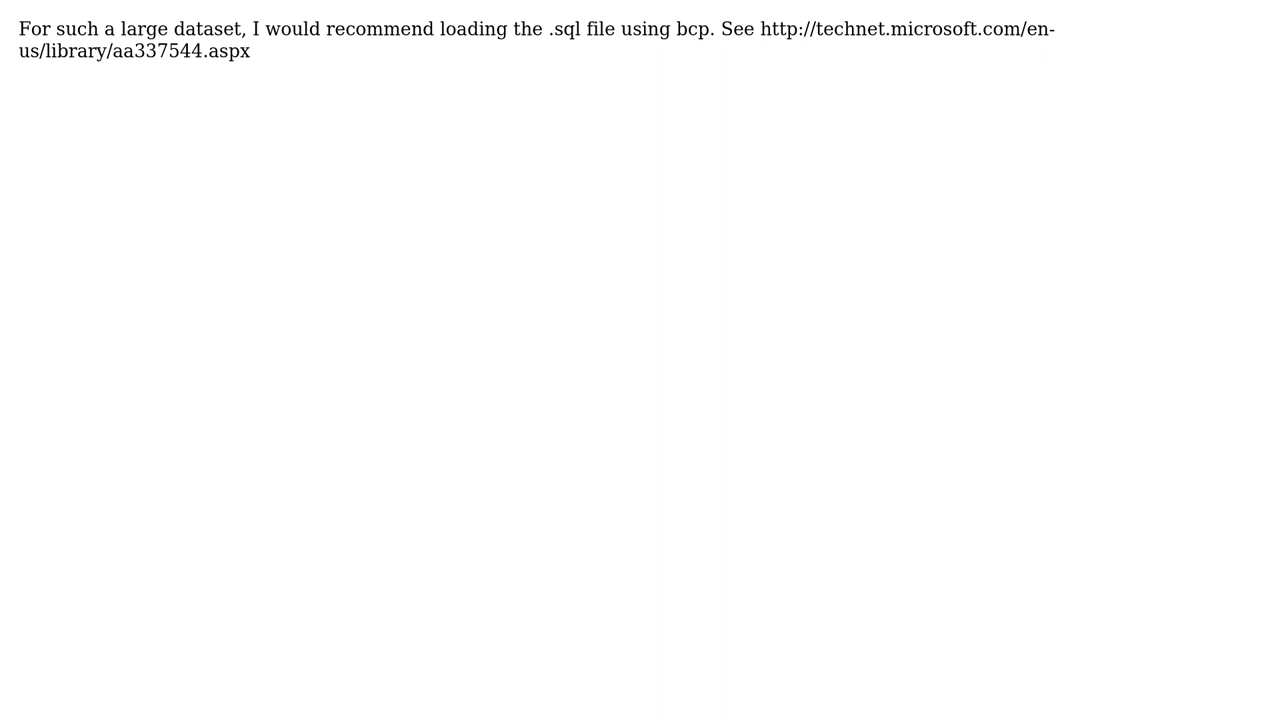 For such a large dataset, I would recommend loading the .sql file using bcp. See http://technet.microsoft.com/en-
us/library/aa337544.aspx